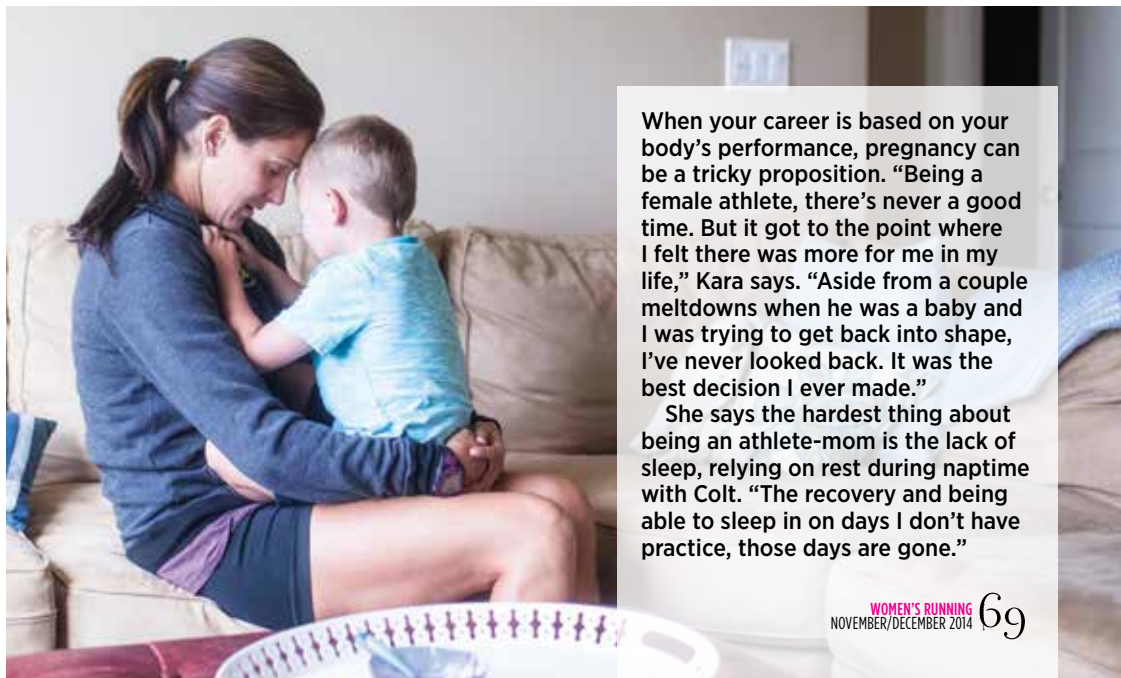 When your career is based on your
body’s performance, pregnancy can
be a tricky proposition. “Being a
female athlete, there’s never a good
time. But it got to the point where
I felt there was more for me in my
life,” Kara says. “Aside from a couple
meltdowns when he was a baby and
I was trying to get back into shape,
I’ve never looked back. It was the
best decision I ever made.”
She says the hardest thing about
being an athlete-mom is the lack of
sleep, relying on rest during naptime
with Colt. “The recovery and being
able to sleep in on days I don’t have
practice, those days are gone.”
WOMEN’S RUNNING
NOVEMBER/DECEMBER 2014 69